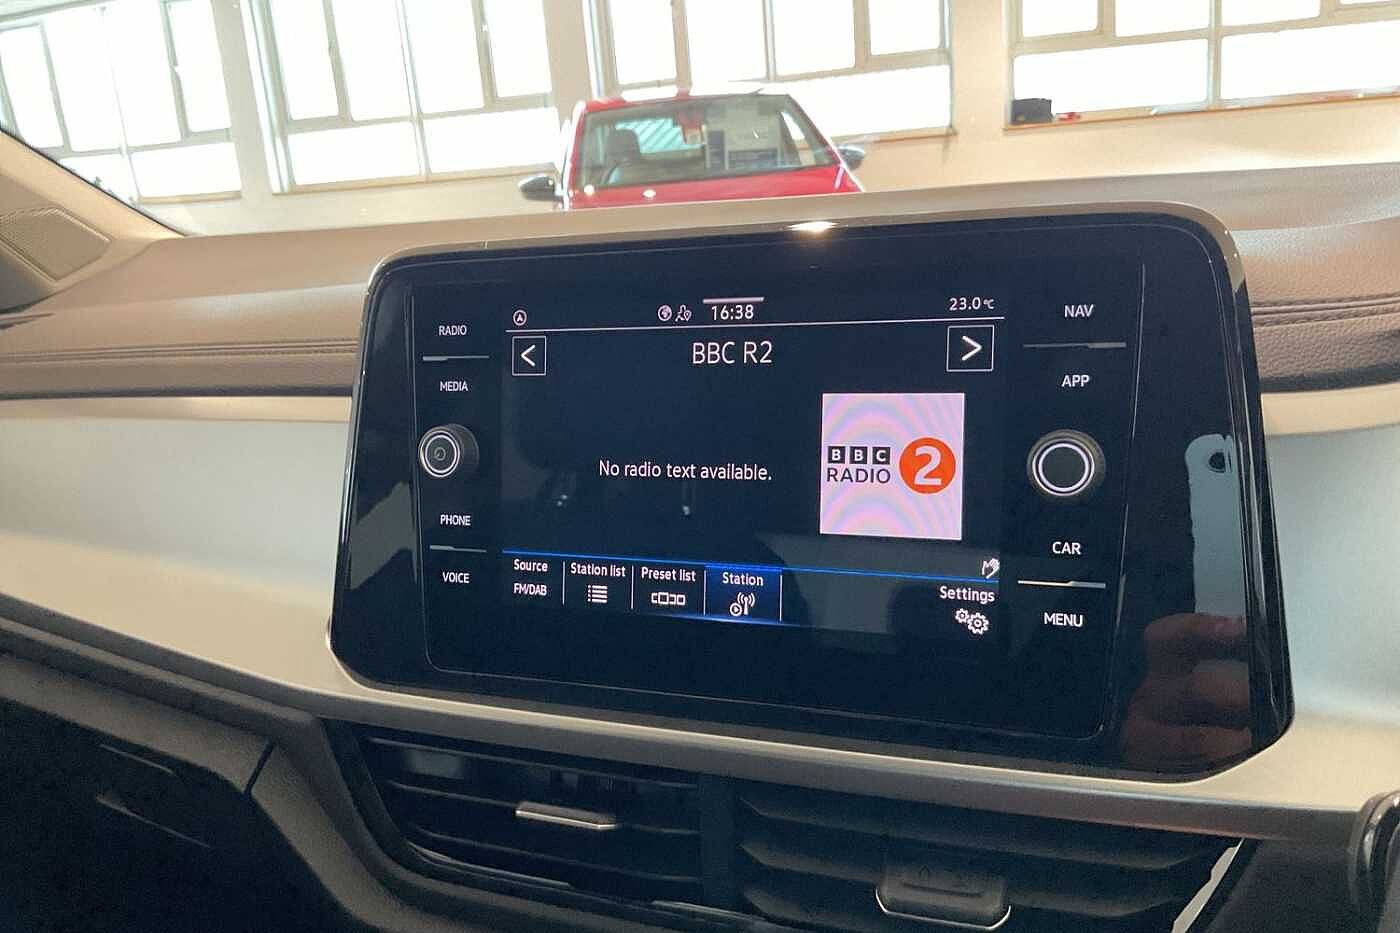 16:38
23.0°C
RADIO
MEDIA
PHONE
VOICE
<
BBC R2
>
No radio text available.
BBC
RADIO 2
Source
FM/DAB
Station list
Preset list
Station
Settings
NAV
APP
CAR
MENU